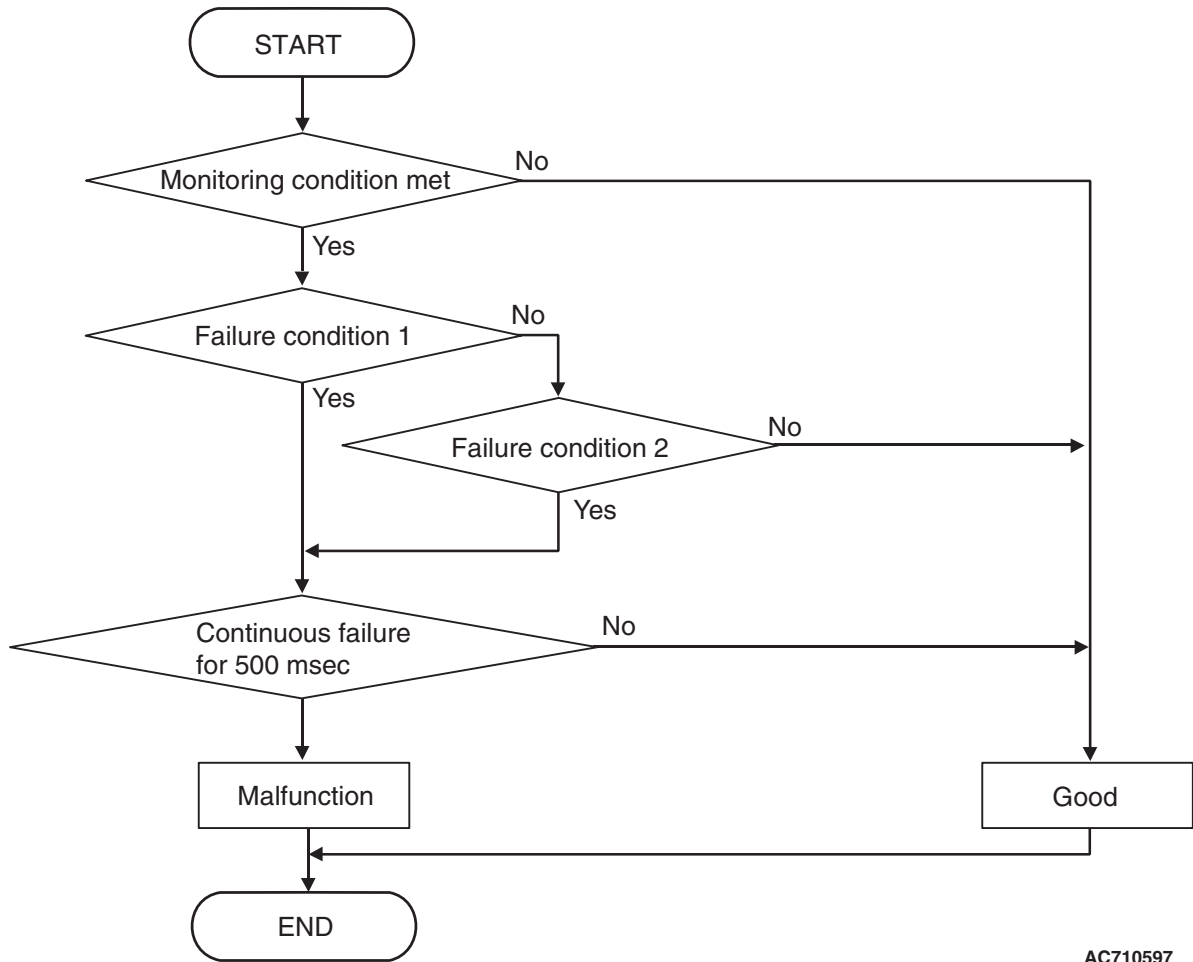 START
Monitoring condition met
No
Yes
Failure condition 1
No
Yes
Failure condition 2
No
Yes
Continuous failure
for 500 msec
No
Malfunction
Good
END
AC710597